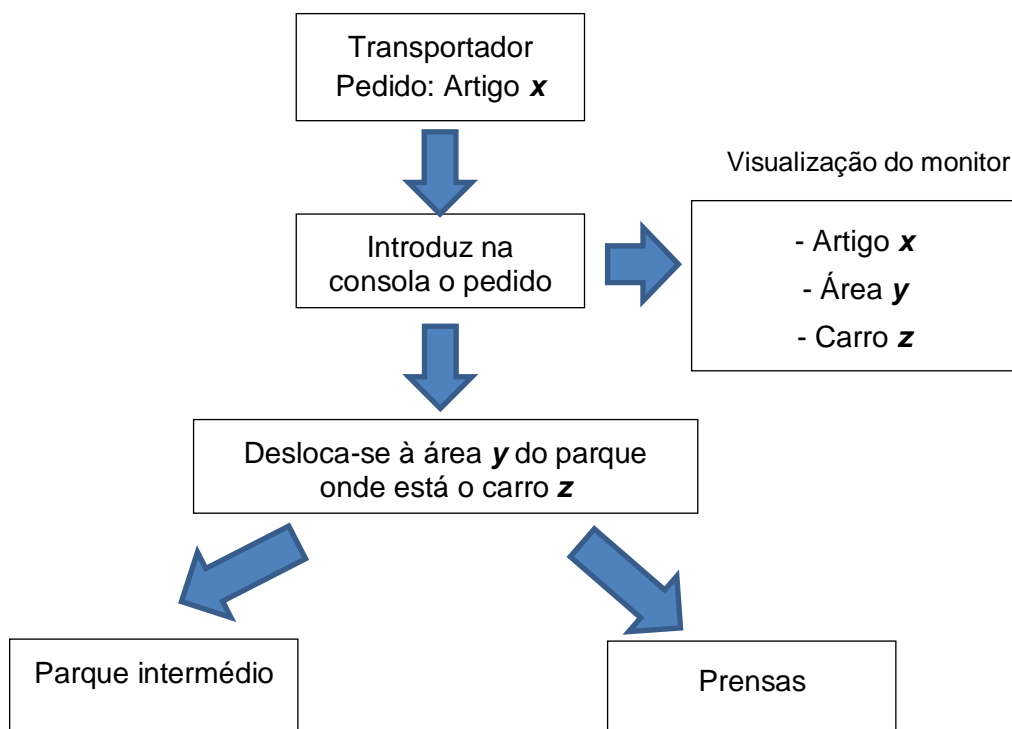 Transportador
Pedido: Artigo x
Visualização do monitor
Introduz na
consola o pedido
- Artigo x
- Área y
- Carro z
Desloca-se à área y do parque
onde está o carro z
Parque intermédio
Prensas